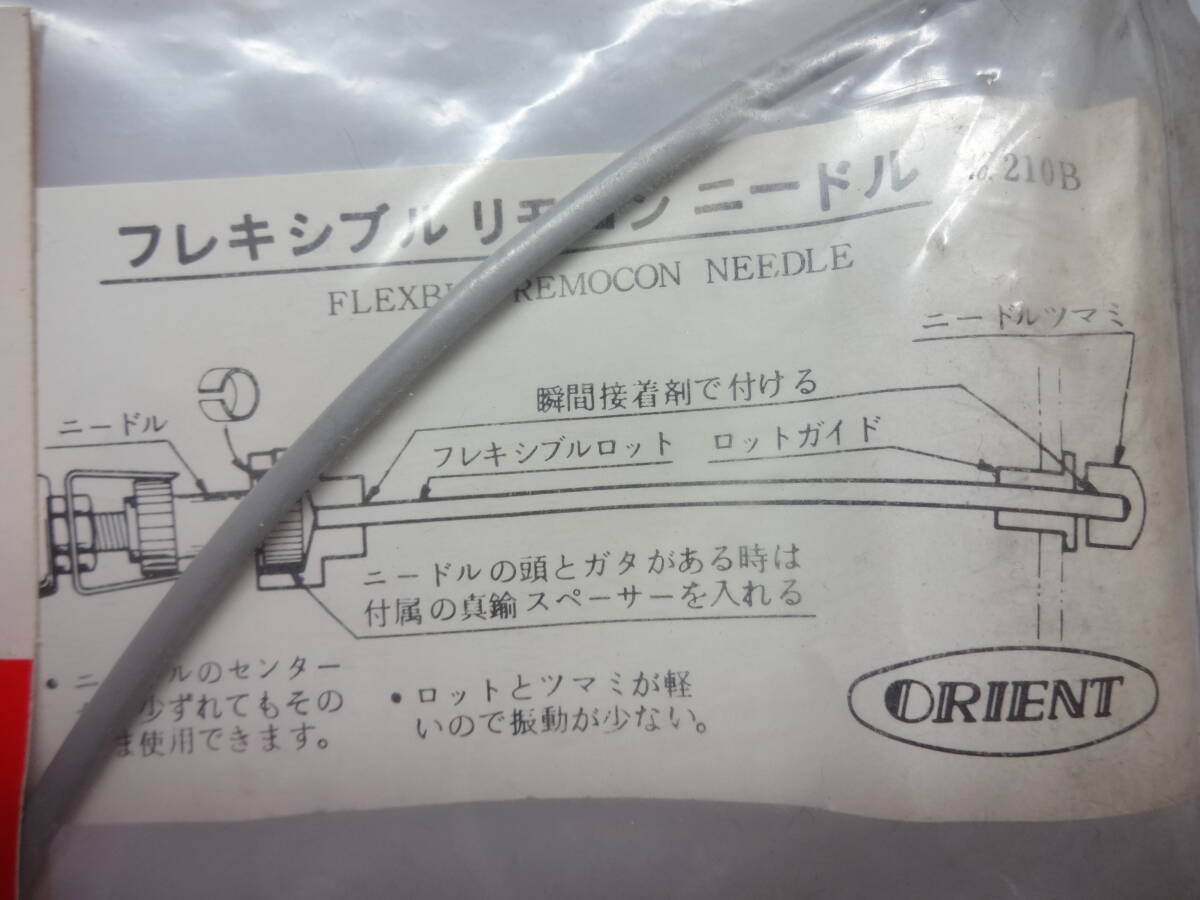 フレキシブル リモコン ニードル
210B
REMOCON NEEDLE
ニードルツマミ
ニードル
瞬間接着剤で付ける
フレキシブルロット
ロットガイド
ニードルの頭とガタがある時は
付属の真鍮スペーサーを入れる
のセンター
少ずれてもその
使用できます。
・ロットとツマミが軽
いので振動が少ない。
ORIENT